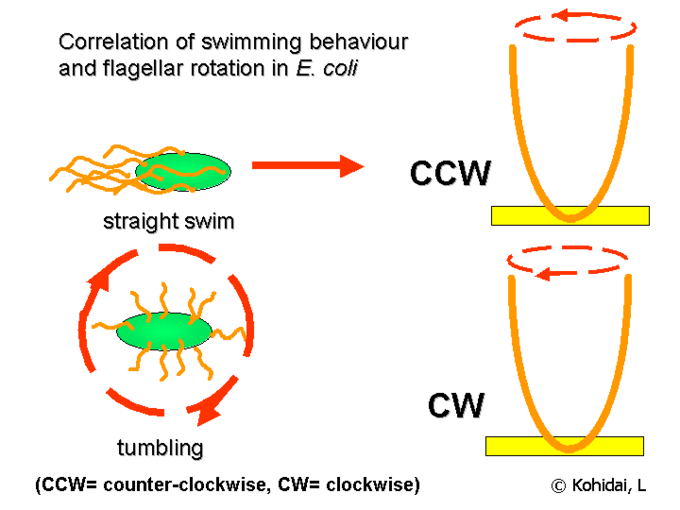 Correlation of swimming behaviour
and flagellar rotation in E. coli
CCW
straight swim
CW
tumbling
(CCW= counter-clockwise, CW= clockwise)
© Kohidai, L